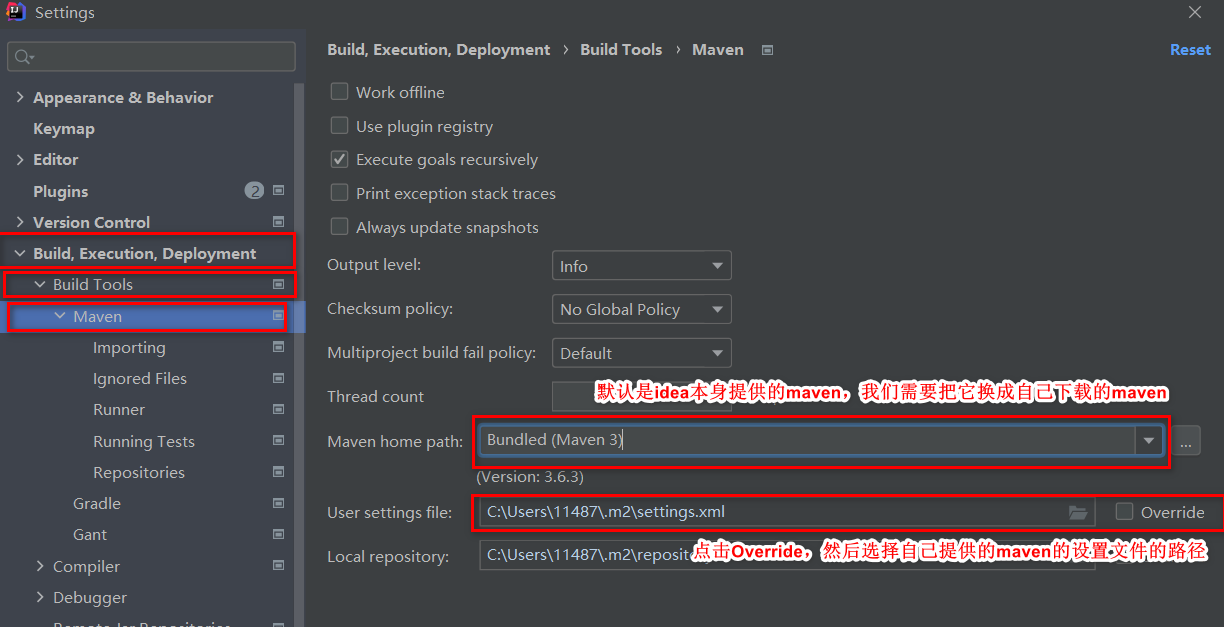 Settings
Build, Execution, Deployment › Build Tools › Maven
Reset
Appearance & Behavior
Keymap
Editor
Plugins
2
Version Control
Build, Execution, Deployment
Build Tools
Maven
Importing
Ignored Files
Runner
Running Tests
Repositories
Gradle
Gant
Compiler
Debugger
Remote Jar Repositories
Work offline
Use plugin registry
Execute goals recursively
Print exception stack traces
Always update snapshots
Output level: Info
Checksum policy: No Global Policy
Multiproject build fail policy: Default
Thread count
默认是idea本身提供的maven，我们需要把它换成自己下载的maven
Maven home path: Bundled (Maven 3) ...
(Version: 3.6.3)
User settings file: C:\Users\11487\.m2\settings.xml Override
Local repository: C:\Users\11487\.m2\reposito
点击Override，然后选择自己提供的maven的设置文件的路径